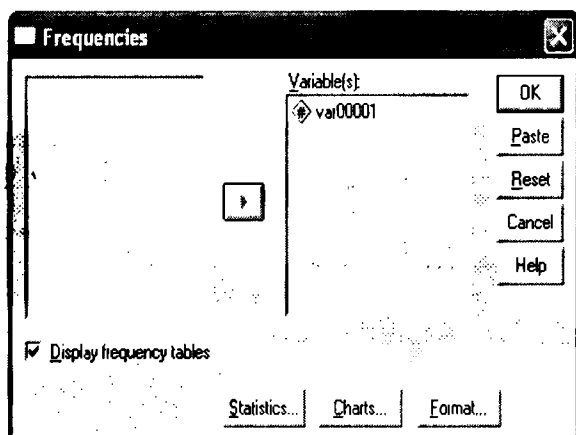 Frequencies
Variable(s):
var00001
OK
Paste
Reset
Cancel
Help
Display frequency tables
Statistics...
Charts...
Format...